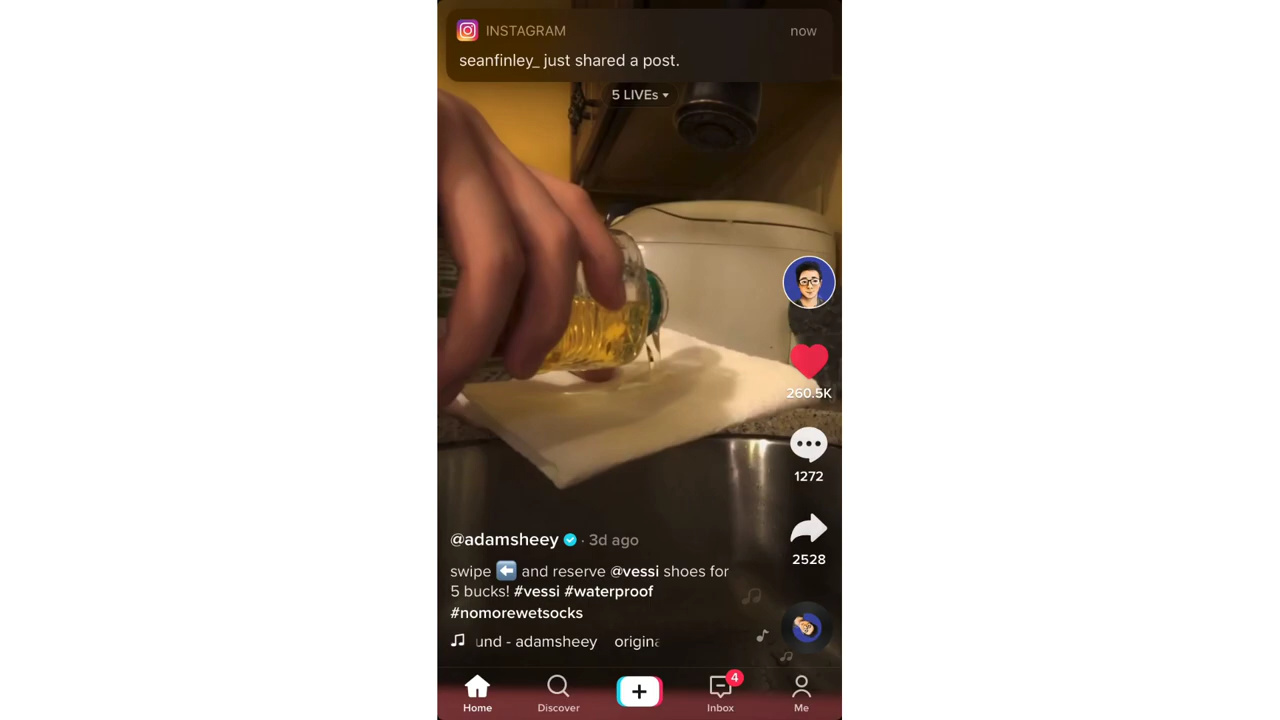 INSTAGRAM
now
seanfinley_ just shared a post.
5 LIVEs
260.5K
1272
2528
@adamsheey · 3d ago
swipe ⬅️ and reserve @vessi shoes for
5 bucks! #vessi #waterproof
#nomorewetsocks
und - adamsheey origina
Home
Discover
4
Inbox
Me